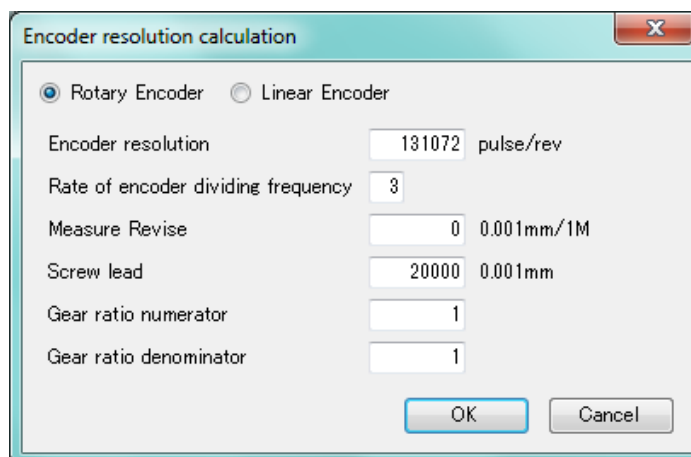 Encoder resolution calculation
Rotary Encoder Linear Encoder
Encoder resolution 131072 pulse/rev
Rate of encoder dividing frequency 3
Measure Revise 0 0.001mm/1M
Screw lead 20000 0.001mm
Gear ratio numerator 1
Gear ratio denominator 1
OK Cancel